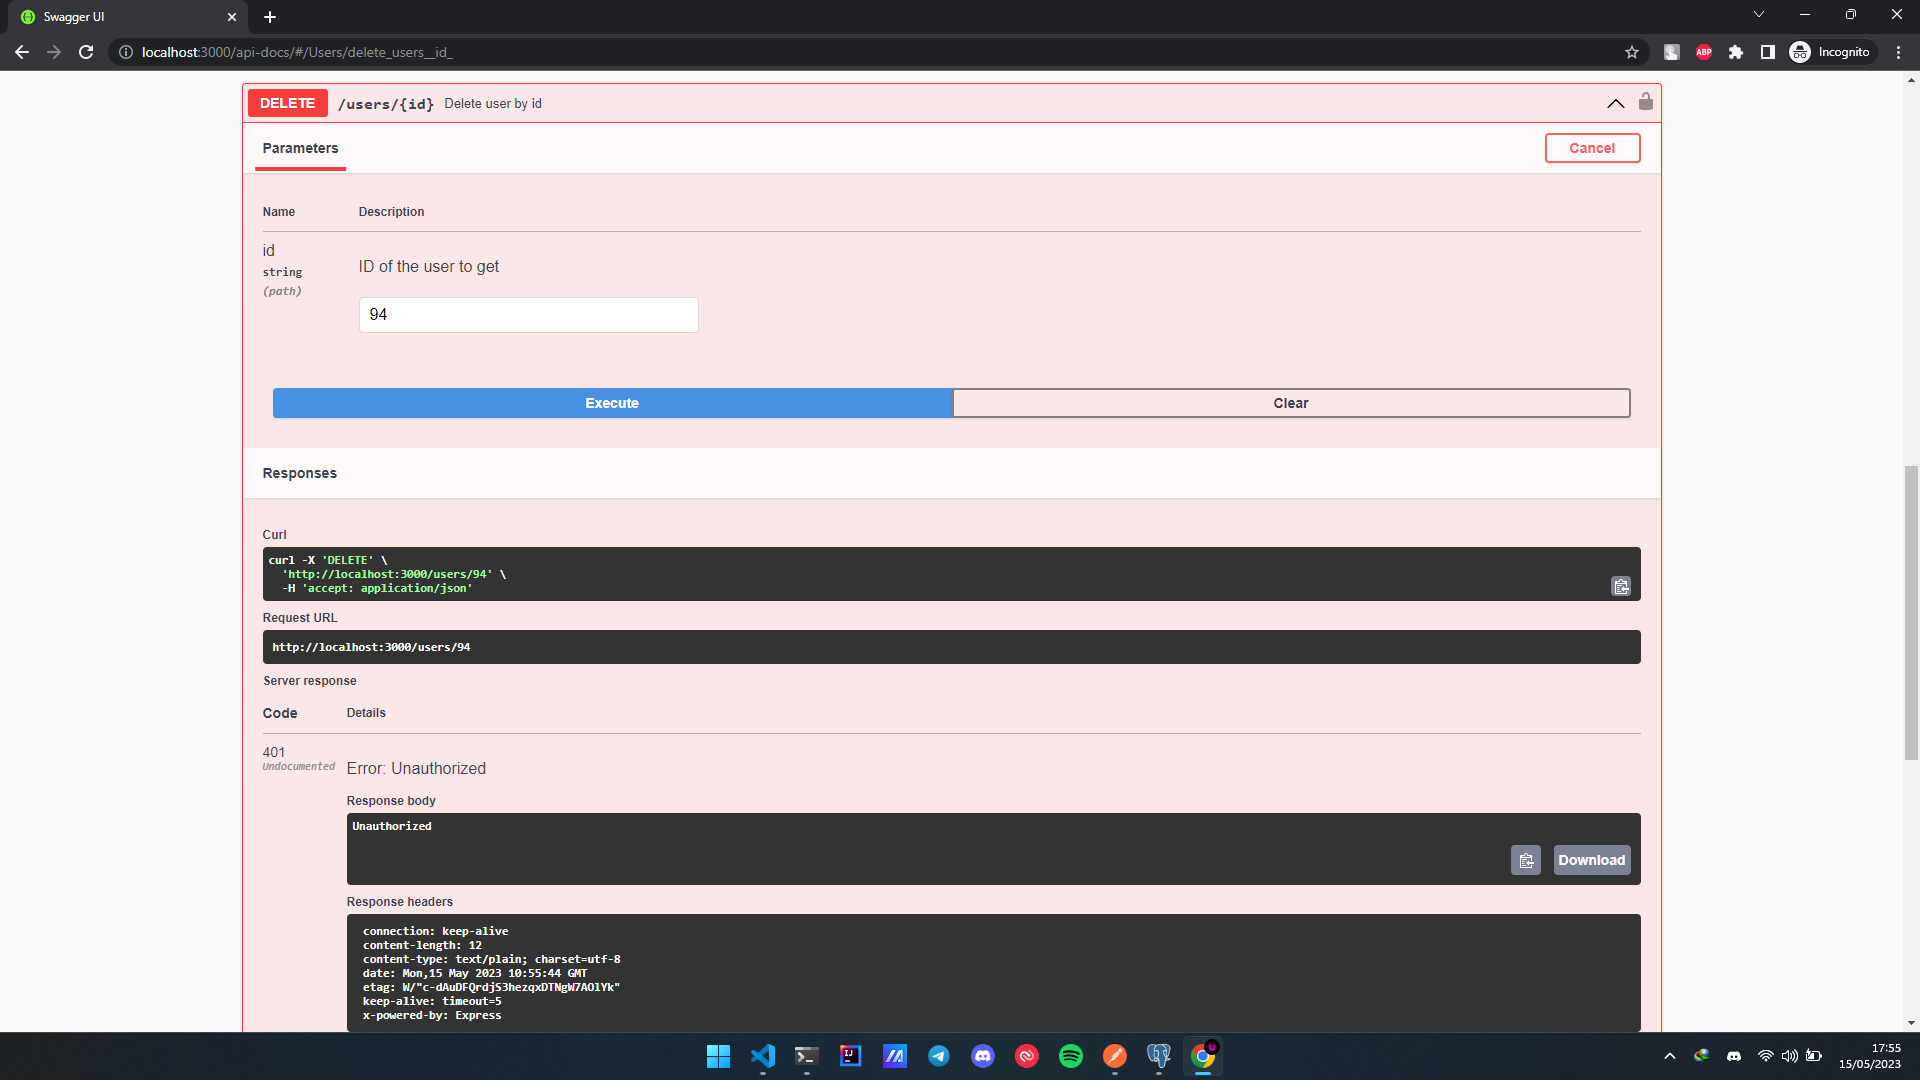 Swagger UI
localhost:3000/api-docs/#/Users/delete_users__id_
ABP
Incognito
DELETE /users/{id} Delete user by id
Parameters
Cancel
Name Description
id
string
(path)
ID of the user to get
94
Execute
Clear
Responses
Curl
curl -X 'DELETE' \
'http://localhost:3000/users/94' \
-H 'accept: application/json'
Request URL
http://localhost:3000/users/94
Server response
Code Details
401
Undocumented
Error: Unauthorized
Response body
Unauthorized
Download
Response headers
connection: keep-alive
content-length: 12
content-type: text/plain; charset=utf-8
date: Mon,15 May 2023 10:55:44 GMT
etag: W/"c-dAuDFQrdjS3hezqxDTNgW7AOlYk"
keep-alive: timeout=5
x-powered-by: Express
IJ
17:55
15/05/2023